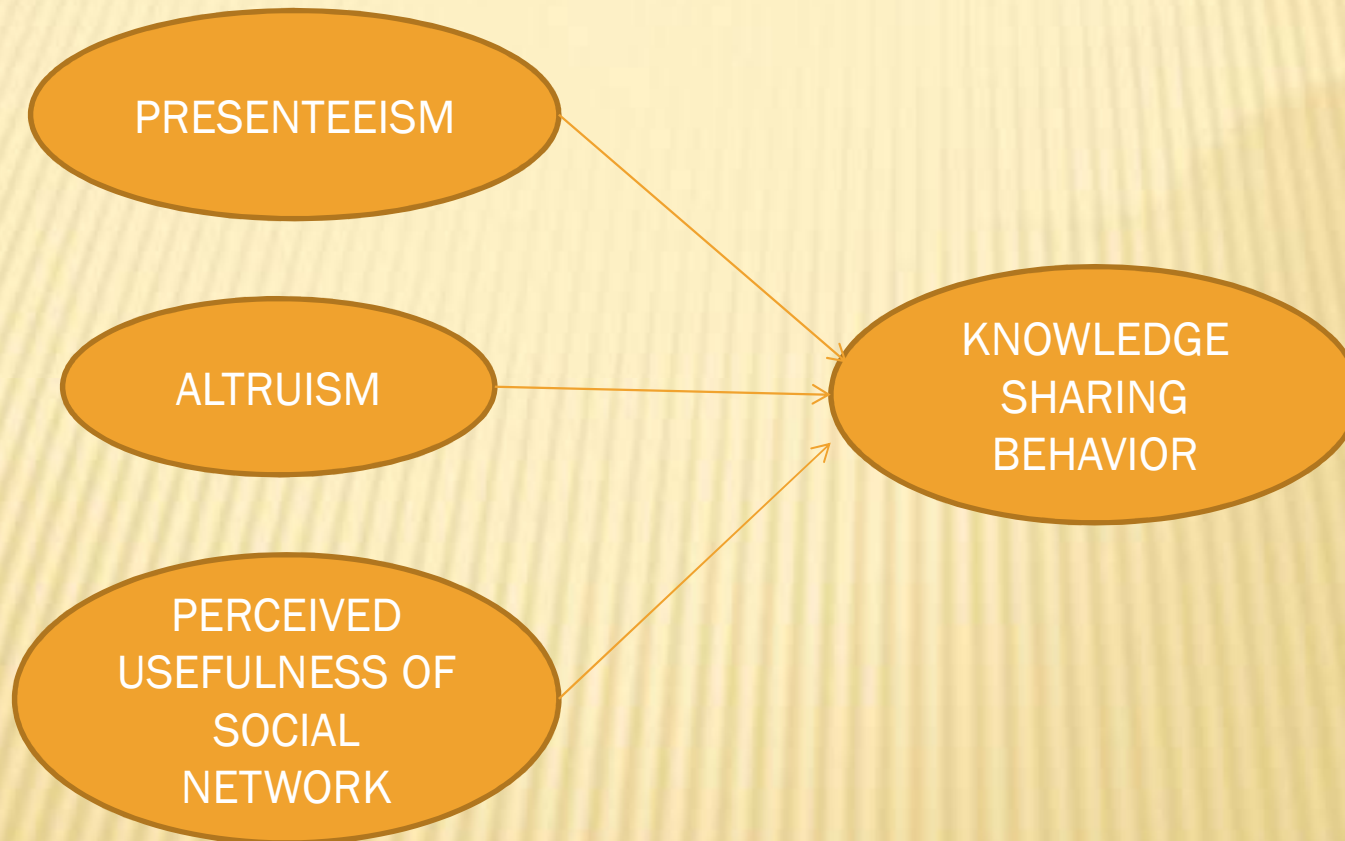 PRESENTEEISM
ALTRUISM
PERCEIVED
USEFULNESS OF
SOCIAL
NETWORK
KNOWLEDGE
SHARING
BEHAVIOR